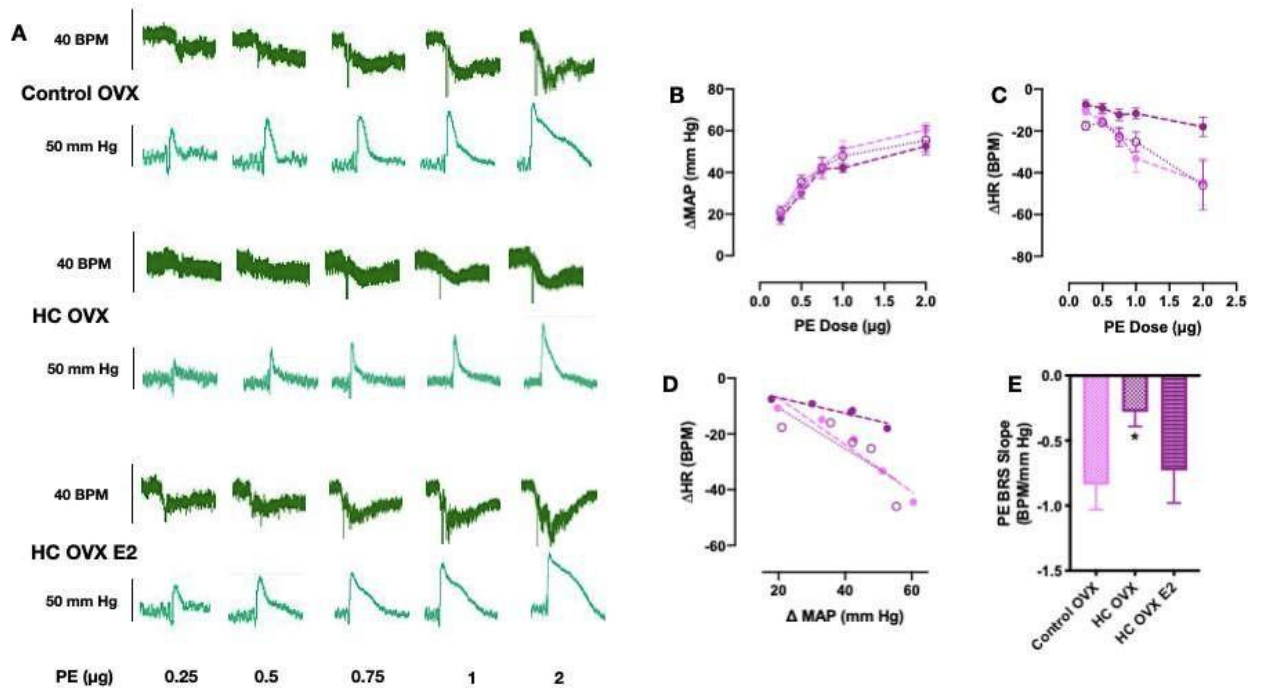 A
40 BPM
Control OVX
50 mm Hg
40 BPM
HC OVX
50 mm Hg
40 BPM
HC OVX E2
50 mm Hg
PE (µg) 0.25 0.5 0.75 1 2
B
ΔMAP (mm Hg)
80
60
40
20
0
0.0 0.5 1.0 1.5 2.0
PE Dose (µg)
C
ΔHR (BPM)
0
-20
-40
-60
-80
0.0 0.5 1.0 1.5 2.0 2.5
PE Dose (µg)
D
ΔHR (BPM)
0
-20
-40
-60
20 40 60
Δ MAP (mm Hg)
E
PE BRS Slope
(BPM/mm Hg)
0.0
-0.5
-1.0
-1.5
*
Control OVX
HC OVX
HC OVX E2